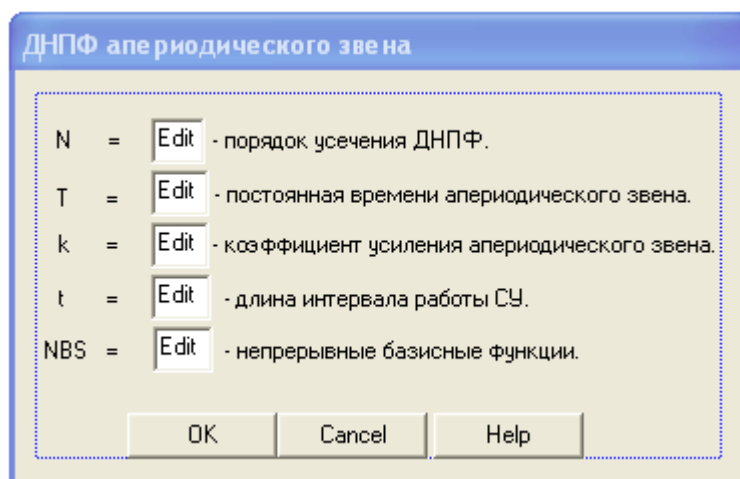 ДНПФ апериодического звена
N = Edit - порядок усечения ДНПФ.
T = Edit - постоянная времени апериодического звена.
k = Edit - коэффициент усиления апериодического звена.
t = Edit - длина интервала работы СУ.
NBS = Edit - непрерывные базисные функции.
OK Cancel Help